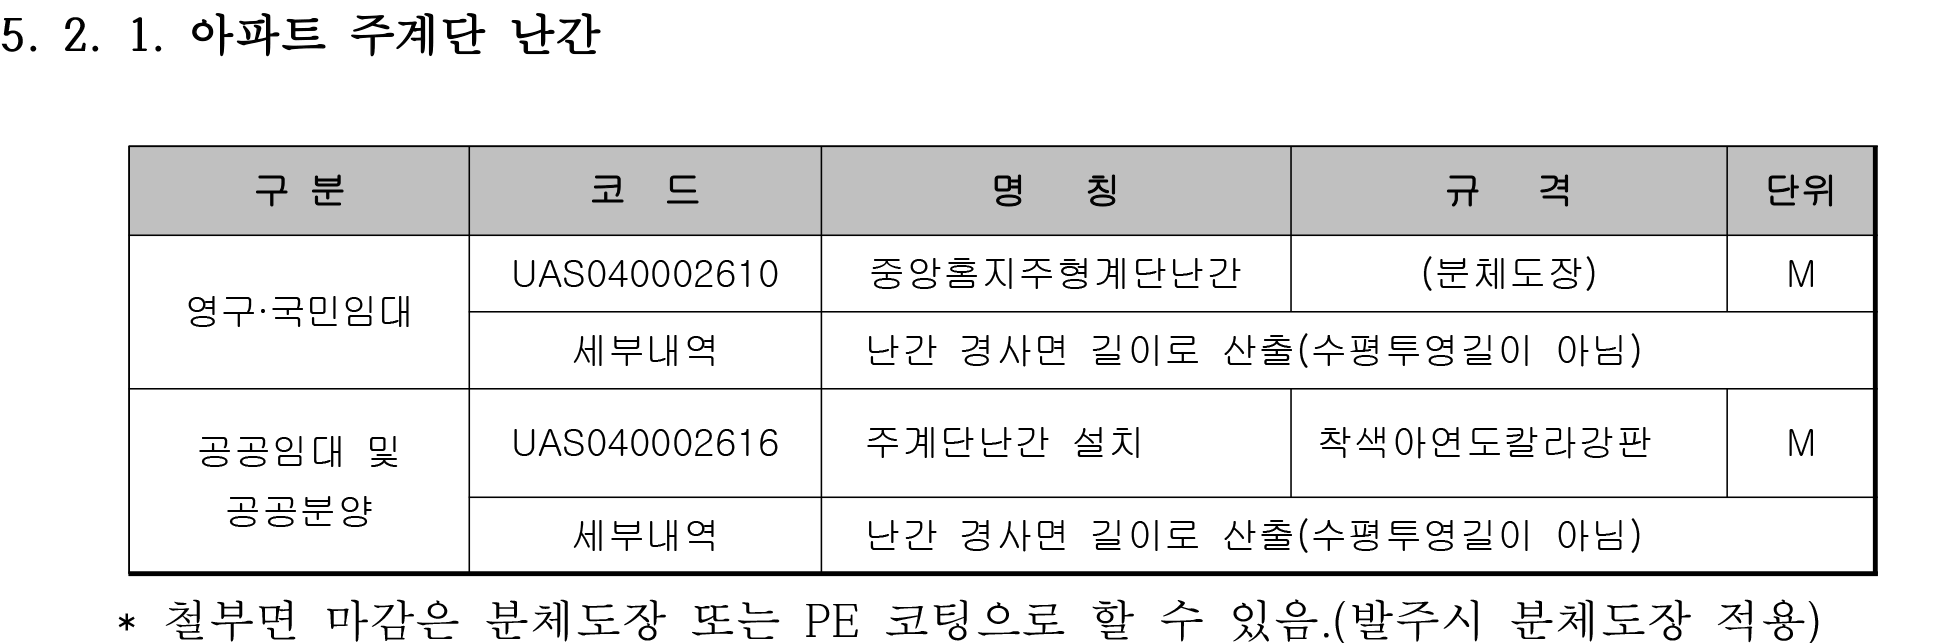 5. 2. 1. 아파트 주계단 난간
구 분 코 드 명 칭 규 격 단위
영구·국민임대 UAS040002610 중앙홈지주형계단난간 (분체도장) M
세부내역 난간 경사면 길이로 산출(수평투영길이 아님)
공공임대 및 UAS040002616 주계단난간 설치 착색아연도칼라강판 M
공공분양
세부내역 난간 경사면 길이로 산출(수평투영길이 아님)
* 철부면 마감은 분체도장 또는 PE 코팅으로 할 수 있음.(발주시 분체도장 적용)